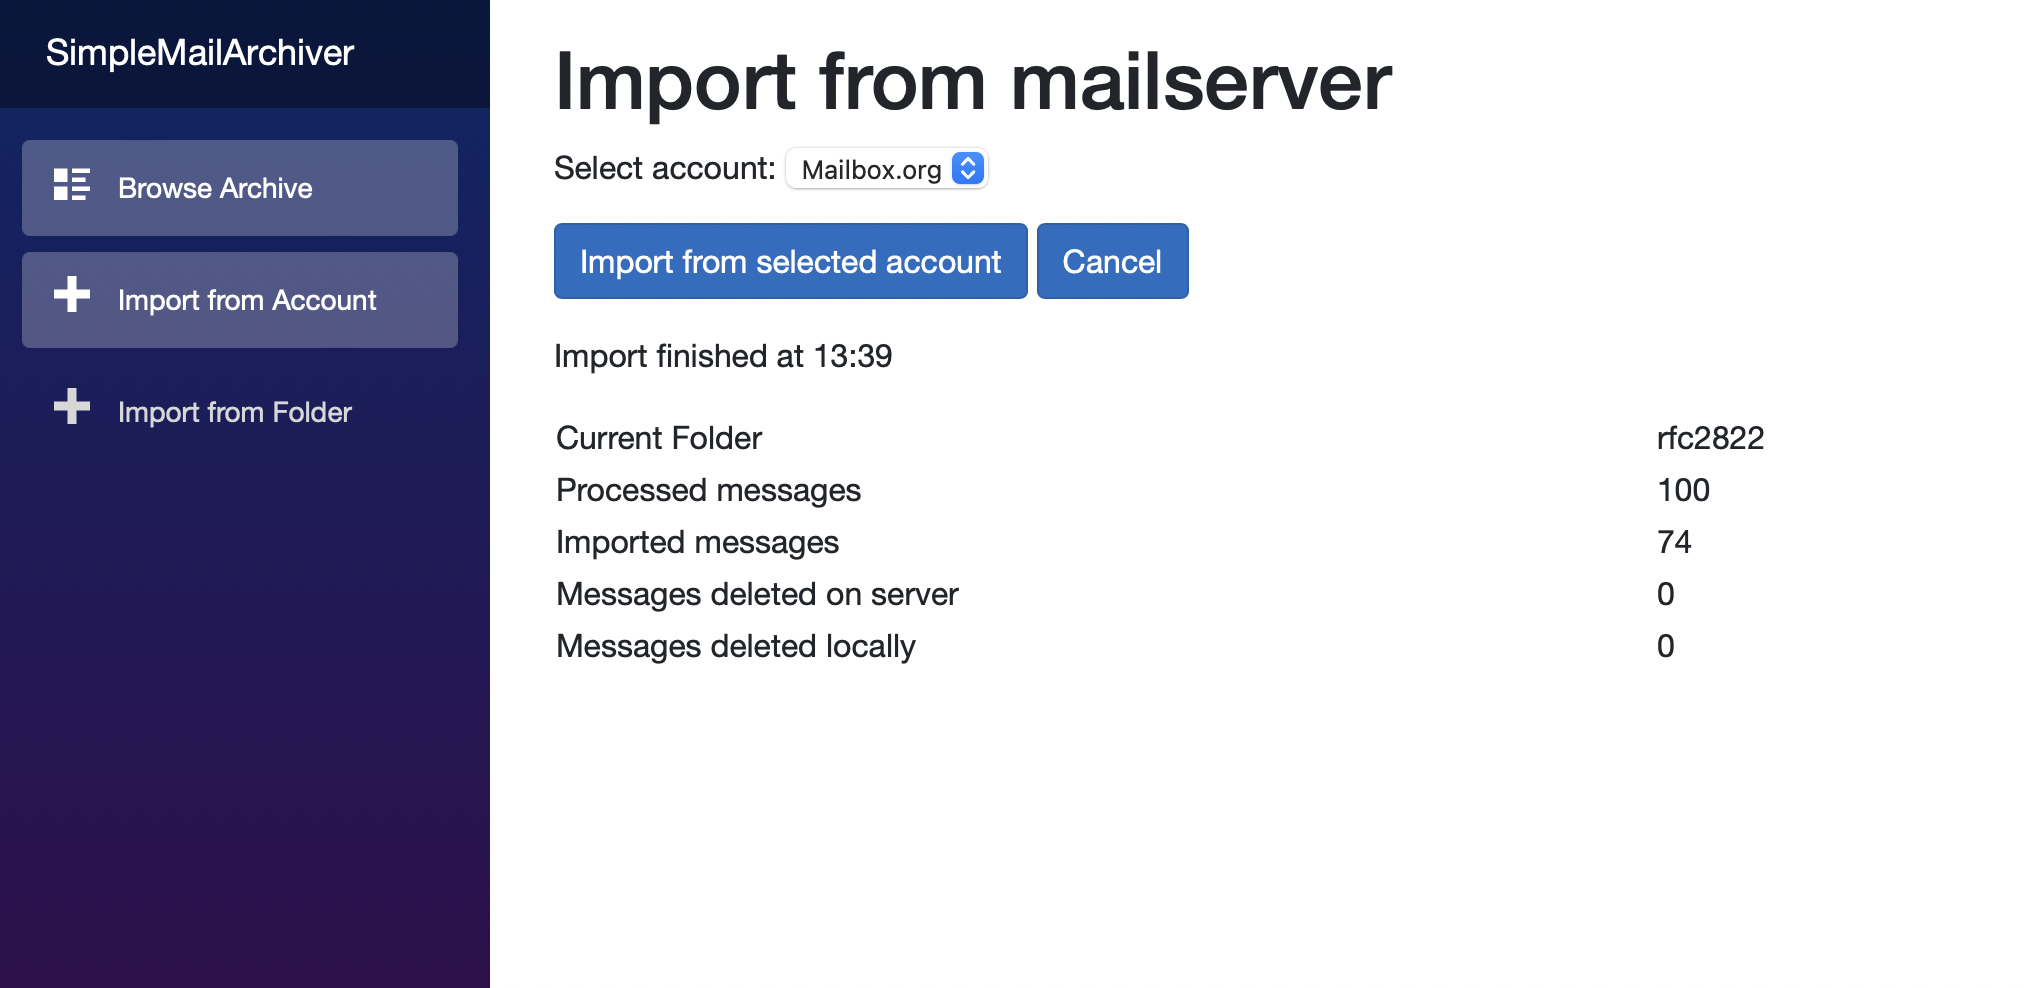 SimpleMailArchiver
Browse Archive
Import from Account
Import from Folder
Import from mailserver
Select account: Mailbox.org
Import from selected account Cancel
Import finished at 13:39
Current Folder rfc2822
Processed messages 100
Imported messages 74
Messages deleted on server 0
Messages deleted locally 0